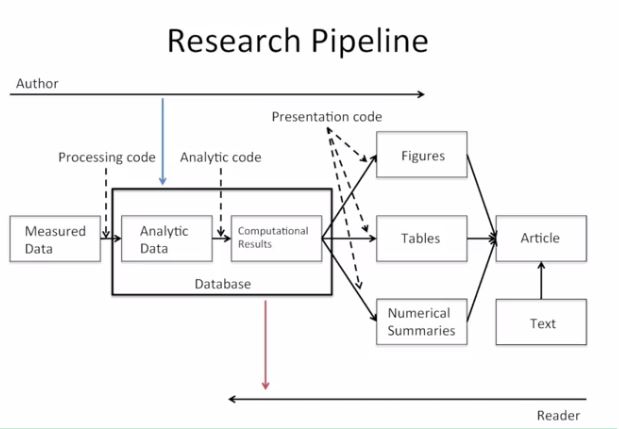 Research Pipeline
Author
Presentation code
Processing code
Analytic code
Figures
Measured
Data
Analytic
Data
Computational
Results
Tables
Article
Database
Numerical
Summaries
Text
Reader